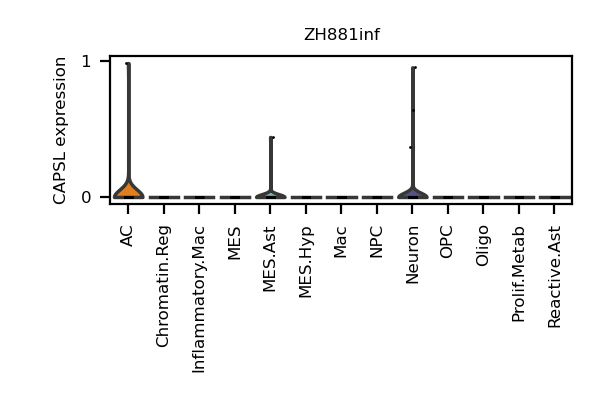 ZH881inf
CAPSL expression
1
0
AC
Chromatin.Reg
Inflammatory.Mac
MES
MES.Ast
MES.Hyp
Mac
NPC
Neuron
OPC
Oligo
Prolif.Metab
Reactive.Ast